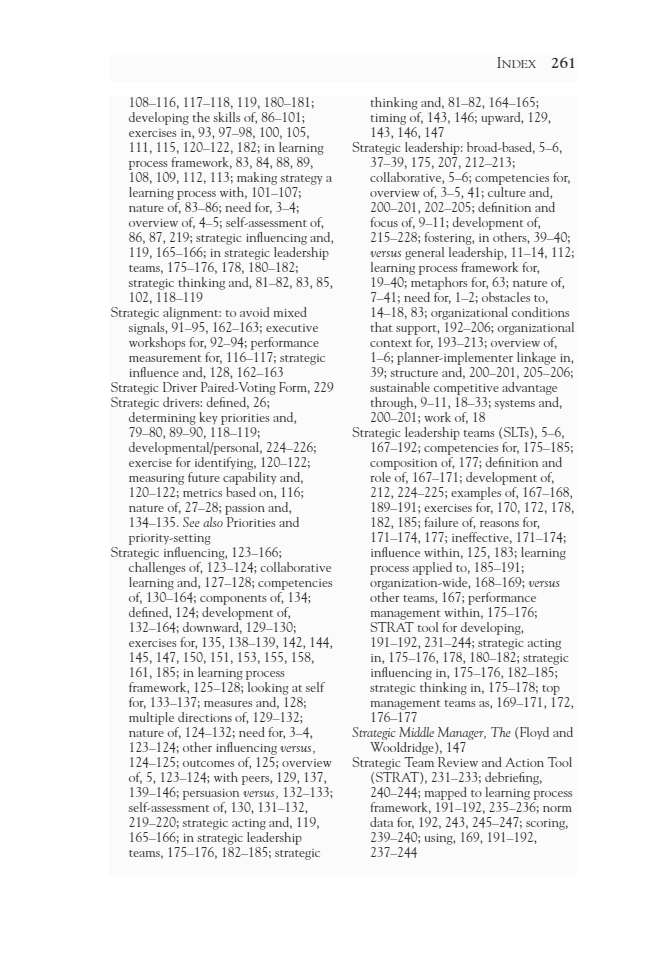 INDEX 261
108–116, 117–118, 119, 180–181;
developing the skills of, 86–101;
exercises in, 93, 97–98, 100, 105,
111, 115, 120–122, 182; in learning
process framework, 83, 84, 88, 89,
108, 109, 112, 113; making strategy a
learning process with, 101–107;
nature of, 83–86; need for, 3–4;
overview of, 4–5; self-assessment of,
86, 87, 219; strategic influencing and,
119, 165–166; in strategic leadership
teams, 175–176, 178, 180–182;
strategic thinking and, 81–82, 83, 85,
102, 118–119
Strategic alignment: to avoid mixed
signals, 91–95, 162–163; executive
workshops for, 92–94; performance
measurement for, 116–117; strategic
influence and, 128, 162–163
Strategic Driver Paired-Voting Form, 229
Strategic drivers: defined, 26;
determining key priorities and,
79–80, 89–90, 118–119;
developmental/personal, 224–226;
exercise for identifying, 120–122;
measuring future capability and,
120–122; metrics based on, 116;
nature of, 27–28; passion and,
134–135. See also Priorities and
priority-setting
Strategic influencing, 123–166;
challenges of, 123–124; collaborative
learning and, 127–128; competencies
of, 130–164; components of, 134;
defined, 124; development of,
132–164; downward, 129–130;
exercises for, 135, 138–139, 142, 144,
145, 147, 150, 151, 153, 155, 158,
161, 185; in learning process
framework, 125–128; looking at self
for, 133–137; measures and, 128;
multiple directions of, 129–132;
nature of, 124–132; need for, 3–4,
123–124; other influencing versus,
124–125; outcomes of, 125; overview
of, 5, 123–124; with peers, 129, 137,
139–146; persuasion versus, 132–133;
self-assessment of, 130, 131–132,
219–220; strategic acting and, 119,
165–166; in strategic leadership
teams, 175–176, 182–185; strategic
thinking and, 81–82, 164–165;
timing of, 143, 146; upward, 129,
143, 146, 147
Strategic leadership: broad-based, 5–6,
37–39, 175, 207, 212–213;
collaborative, 5–6; competencies for,
overview of, 3–5, 41; culture and,
200–201, 202–205; definition and
focus of, 9–11; development of,
215–228; fostering, in others, 39–40;
versus general leadership, 11–14, 112;
learning process framework for,
19–40; metaphors for, 63; nature of,
7–41; need for, 1–2; obstacles to,
14–18, 83; organizational conditions
that support, 192–206; organizational
context for, 193–213; overview of,
1–6; planner-implementer linkage in,
39; structure and, 200–201, 205–206;
sustainable competitive advantage
through, 9–11, 18–33; systems and,
200–201; work of, 18
Strategic leadership teams (SLTs), 5–6,
167–192; competencies for, 175–185;
composition of, 177; definition and
role of, 167–171; development of,
212, 224–225; examples of, 167–168,
189–191; exercises for, 170, 172, 178,
182, 185; failure of, reasons for,
171–174, 177; ineffective, 171–174;
influence within, 125, 183; learning
process applied to, 185–191;
organization-wide, 168–169; versus
other teams, 167; performance
management within, 175–176;
STRAT tool for developing,
191–192, 231–244; strategic acting
in, 175–176, 178, 180–182; strategic
influencing in, 175–176, 182–185;
strategic thinking in, 175–178; top
management teams as, 169–171, 172,
176–177
Strategic Middle Manager, The (Floyd and
Wooldridge), 147
Strategic Team Review and Action Tool
(STRAT), 231–233; debriefing,
240–244; mapped to learning process
framework, 191–192, 235–236; norm
data for, 192, 243, 245–247; scoring,
239–240; using, 169, 191–192,
237–244